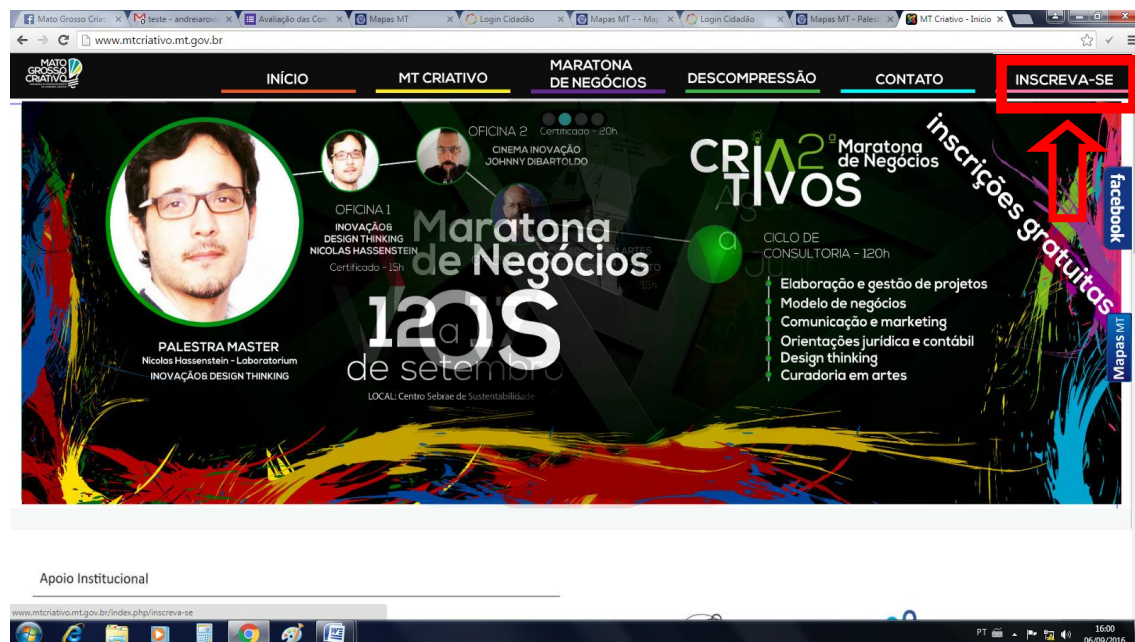 Mato Grosso Criat
teste - andreiarovi
Avaliação das Con
Mapas MT
Login Cidadão
Mapas MT - - Map
Login Cidadão
Mapas MT - Palest
MT Criativo - Inicio
www.mtcriativo.mt.gov.br
MATO
GROSSO
CRIATIVO
INÍCIO
MT CRIATIVO
MARATONA
DE NEGÓCIOS
DESCOMPRESSÃO
CONTATO
INSCREVA-SE
OFICINA 2 Certificado - 20h
CINEMA INOVAÇÃO
JOHNNY DIBARTOLDO
OFICINA 1
INOVAÇÃO&
DESIGN THINKING
NICOLAS HASSENSTEIN
Certificado - 15h
Maratona
de Negócios
12 a 17
de setembro
LOCAL: Centro Sebrae de Sustentabilidade
PALESTRA MASTER
Nicolas Hassenstein - Laboratorium
INOVAÇÃO& DESIGN THINKING
CRIA2ª
TIVOS
Maratona
de Negócios
CICLO DE
CONSULTORIA - 120h
Elaboração e gestão de projetos
Modelo de negócios
Comunicação e marketing
Orientações jurídica e contábil
Design thinking
Curadoria em artes
inscrições gratuitas
facebook
Mapas MT
Apoio Institucional
www.mtcriativo.mt.gov.br/index.php/inscreva-se
PT
16:00
06/09/2016